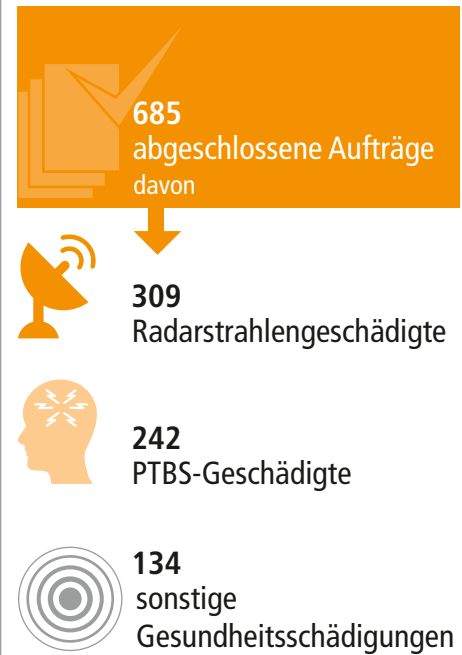 685
abgeschlossene Aufträge
davon
309
Radarstrahlengeschädigte
242
PTBS-Geschädigte
134
sonstige
Gesundheitsschädigungen